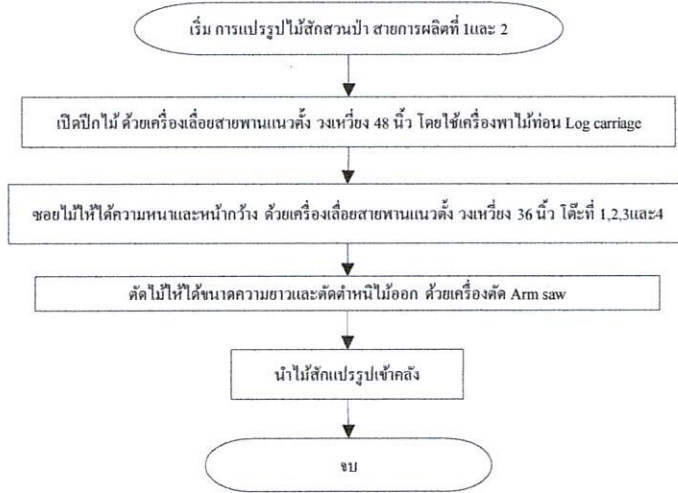 เริ่ม การแปรรูปไม้สักสวนป่า สายการผลิตที่ 1และ 2
เปิดปีกไม้ ด้วยเครื่องเลื่อยสายพานแนวตั้ง วงเหวี่ยง 48 นิ้ว โดยใช้เครื่องพาไม้ท่อน Log carriage
ซอยไม้ให้ได้ความหนาและหน้ากว้าง ด้วยเครื่องเลื่อยสายพานแนวตั้ง วงเหวี่ยง 36 นิ้ว โต๊ะที่ 1,2,3และ4
ตัดไม้ให้ได้ขนาดความยาวและตัดตำหนิไม้ออก ด้วยเครื่องตัด Arm saw
นำไม้สักแปรรูปเข้าคลัง
จบ